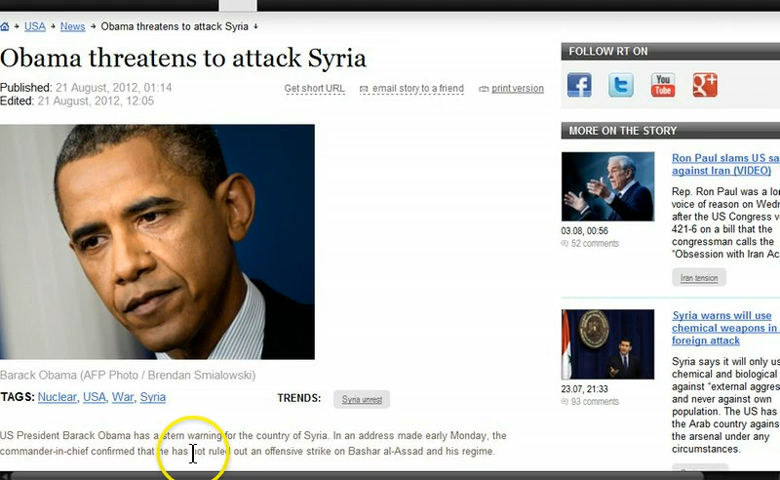 USA News Obama threatens to attack Syria
Obama threatens to attack Syria
Published: 21 August, 2012, 01:14
Edited: 21 August, 2012, 12:05
Get short URL email story to a friend print version
Barack Obama (AFP Photo / Brendan Smialowski)
TAGS: Nuclear, USA, War, Syria
TRENDS: Syria unrest
US President Barack Obama has a stern warning for the country of Syria. In an address made early Monday, the
commander-in-chief confirmed that he has not ruled out an offensive strike on Bashar al-Assad and his regime.
FOLLOW RT ON
You
Tube
MORE ON THE STORY
Ron Paul slams US sa
against Iran (VIDEO)
03.08, 00:56
52 comments
Rep. Ron Paul was a lo
voice of reason on Wedn
after the US Congress v
421-6 on a bill that the
congressman calls the
"Obsession with Iran Ac
Iran tension
Syria warns will use
chemical weapons in
foreign attack
23.07, 21:33
93 comments
Syria says it will only us
chemical and biological
against "external aggres
and never against own
population. The US has
the Arab country agains
the arsenal under any
circumstances.